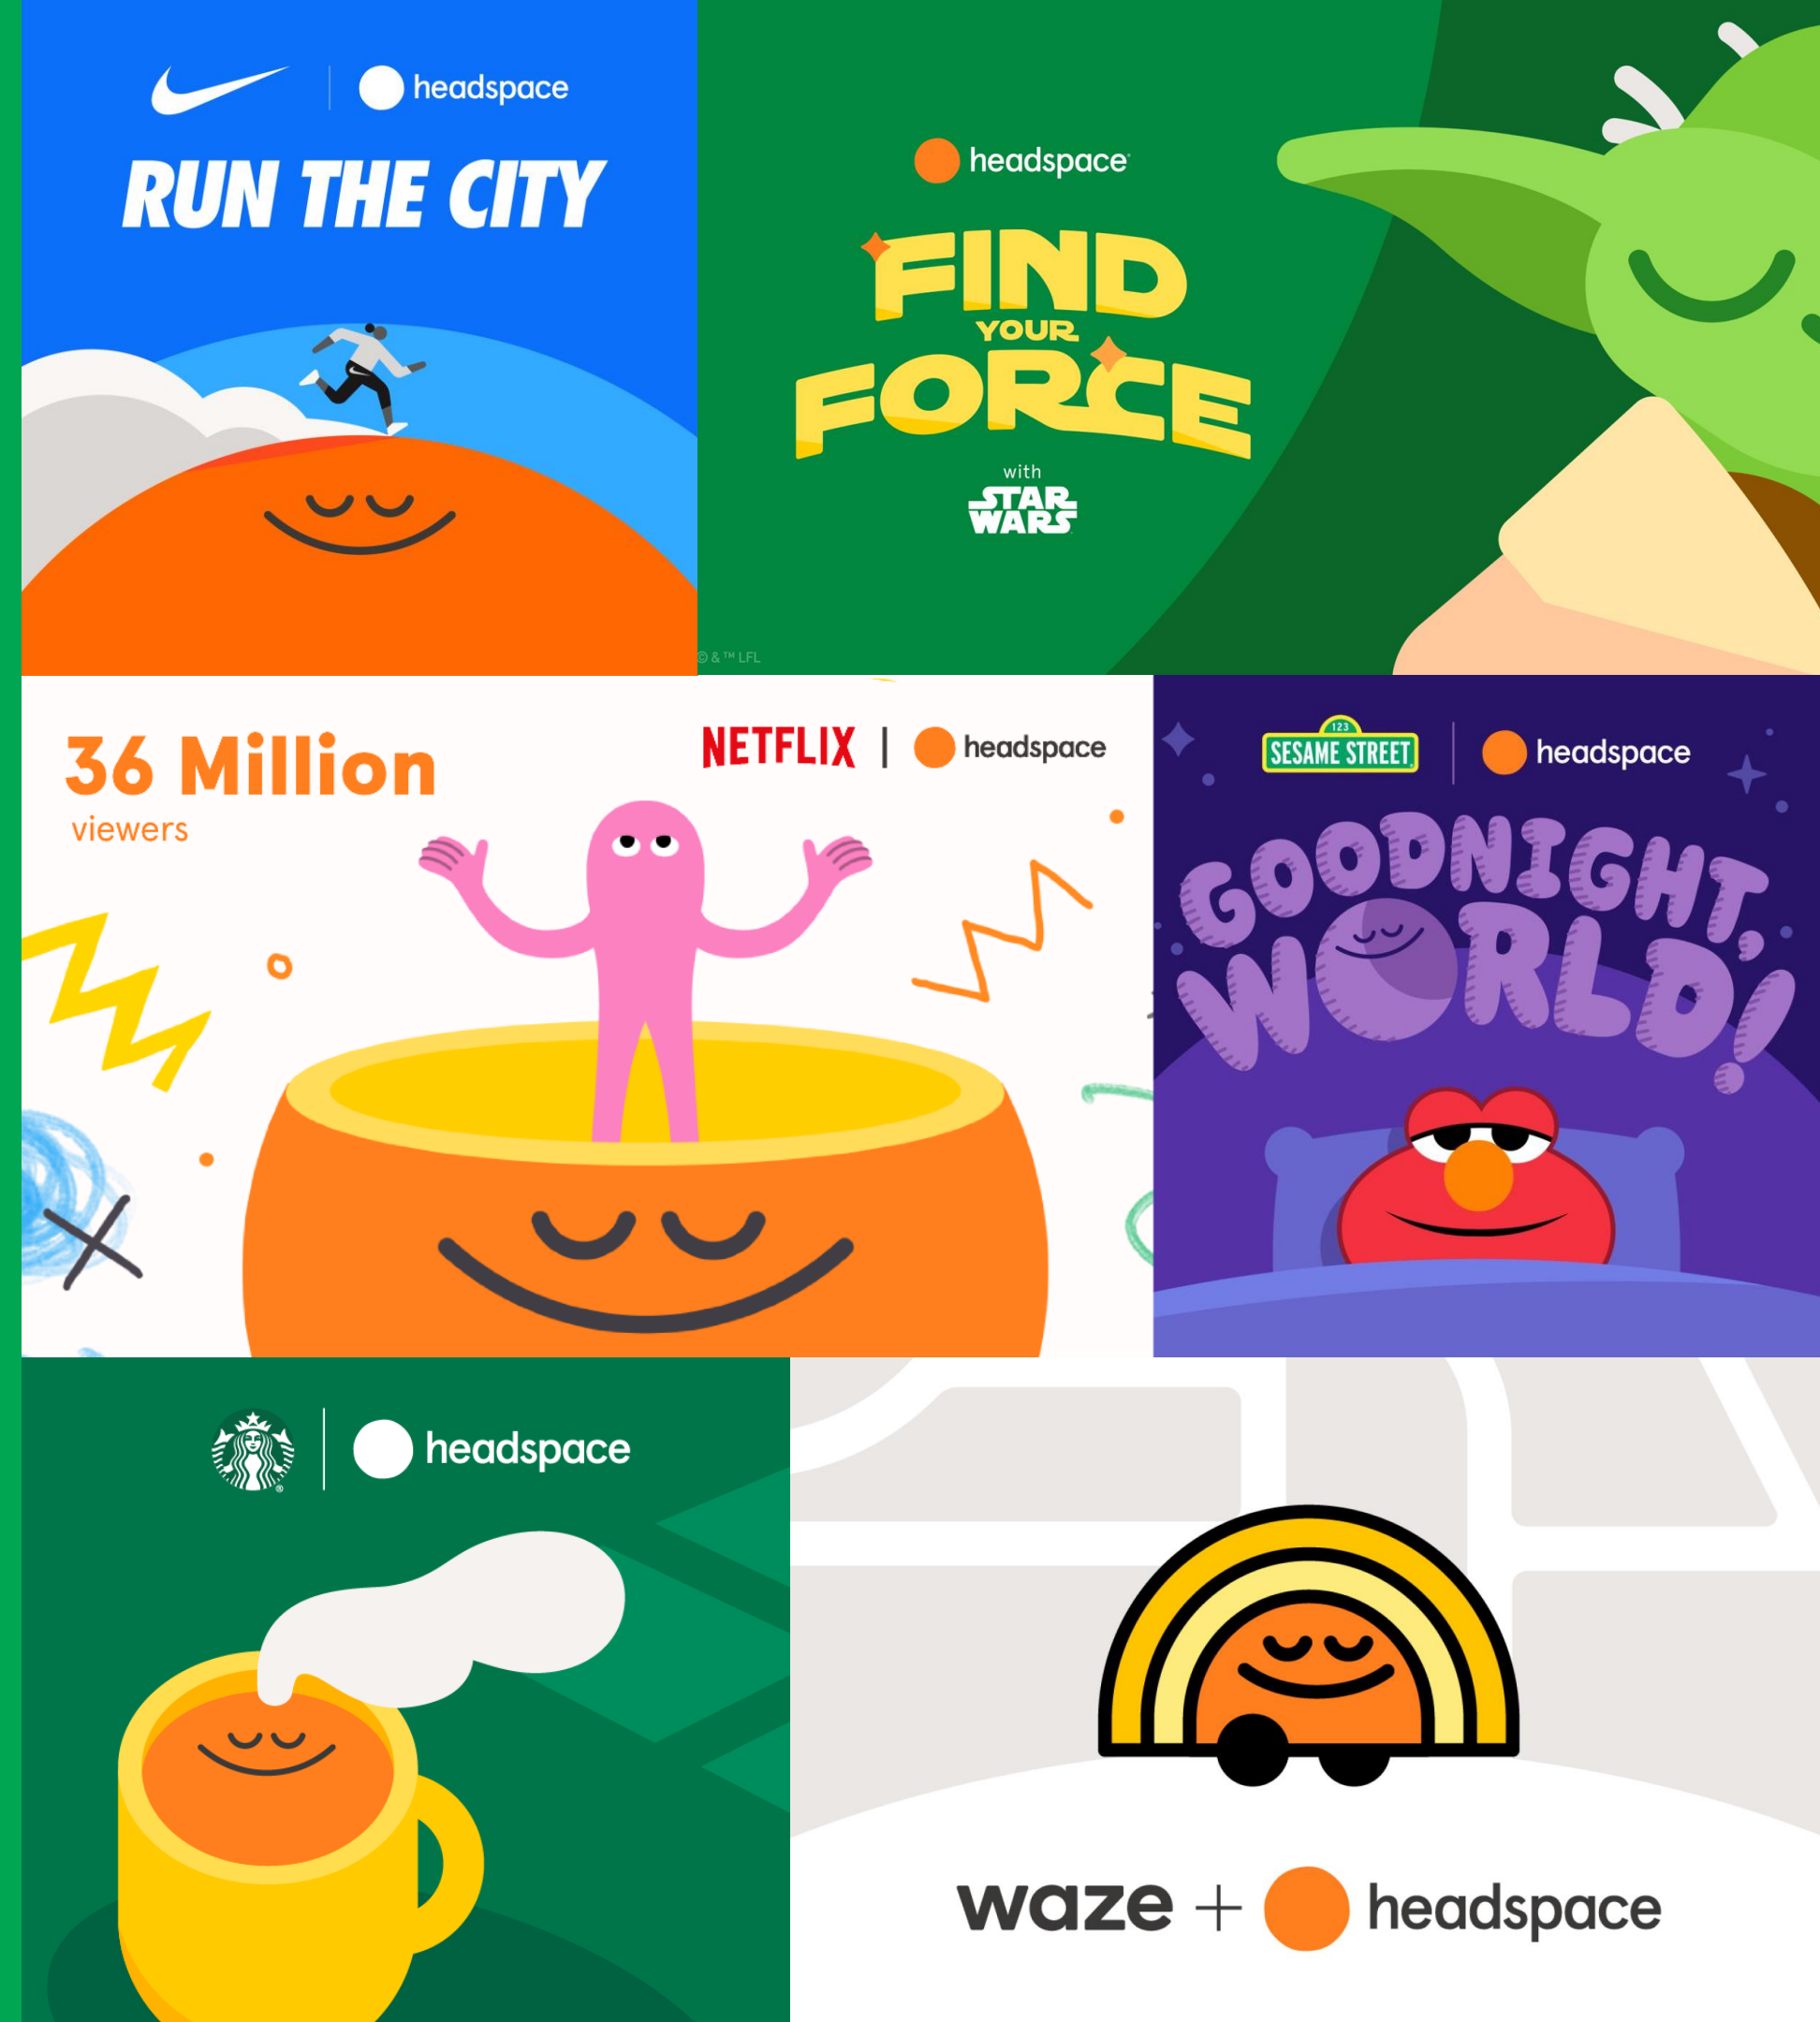 headspace
RUN THE CITY
headspace
FIND
YOUR
FORCE
with
STAR
WARS
© & ™ LFL
36 Million
viewers
NETFLIX | headspace
123
SESAME STREET
headspace
GOODNIGHT,
WORLD!
headspace
waze + headspace